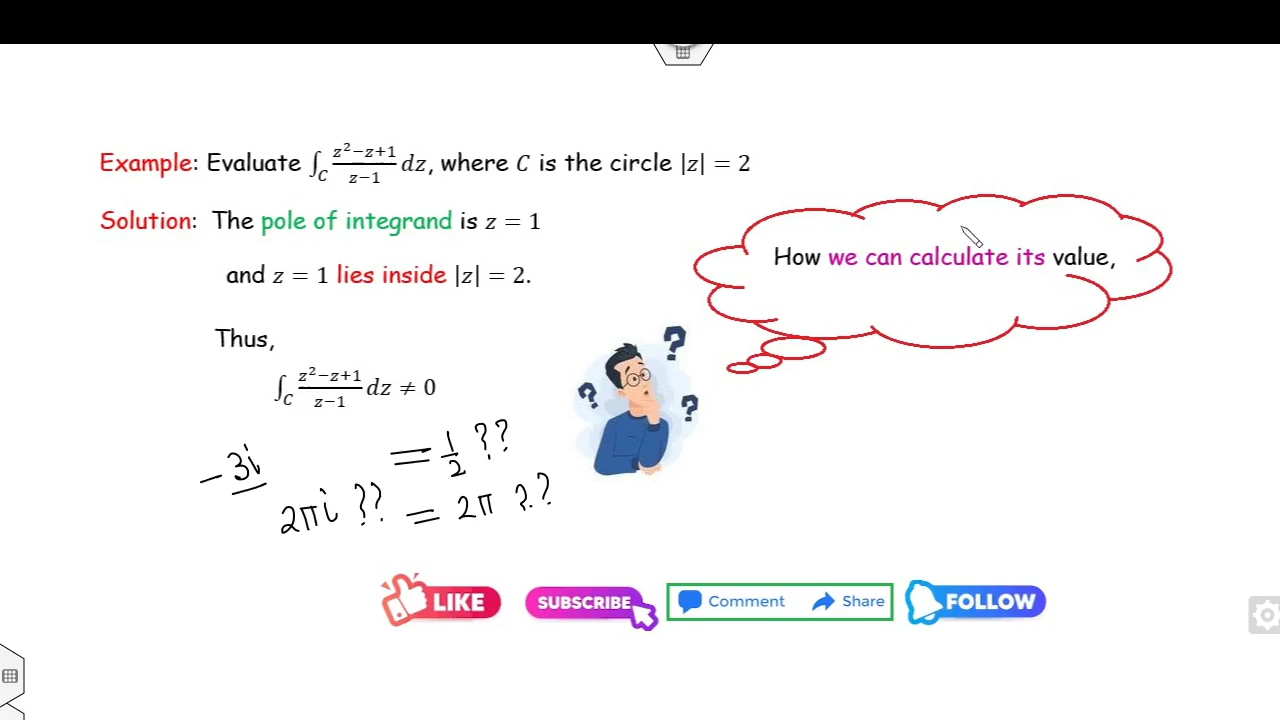 Example: Evaluate ∫_C (z²−z+1)/(z−1) dz, where C is the circle |z| = 2
Solution: The pole of integrand is z = 1
and z = 1 lies inside |z| = 2.
How we can calculate its value,
Thus,
∫_C (z²−z+1)/(z−1) dz ≠ 0
= 1/2 ??
−3i
2πi ?? = 2π ??
? ? ?
LIKE SUBSCRIBE Comment Share FOLLOW